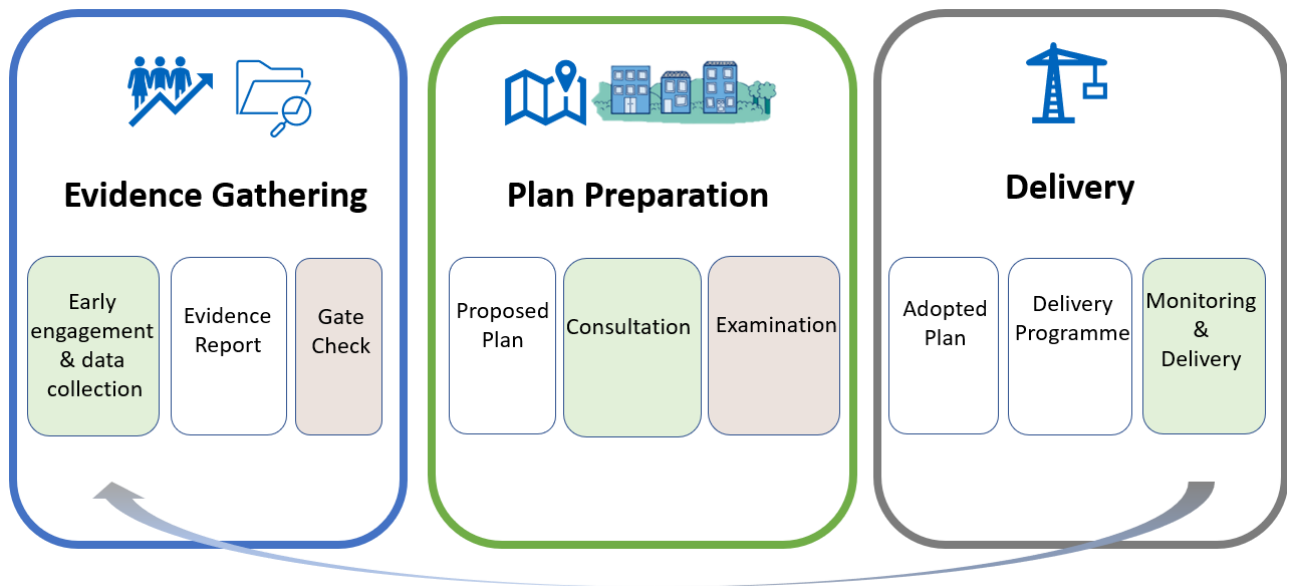 Evidence Gathering
Early
engagement
& data
collection
Evidence
Report
Gate
Check
Plan Preparation
Proposed
Plan
Consultation
Examination
Delivery
Adopted
Plan
Delivery
Programme
Monitoring
&
Delivery